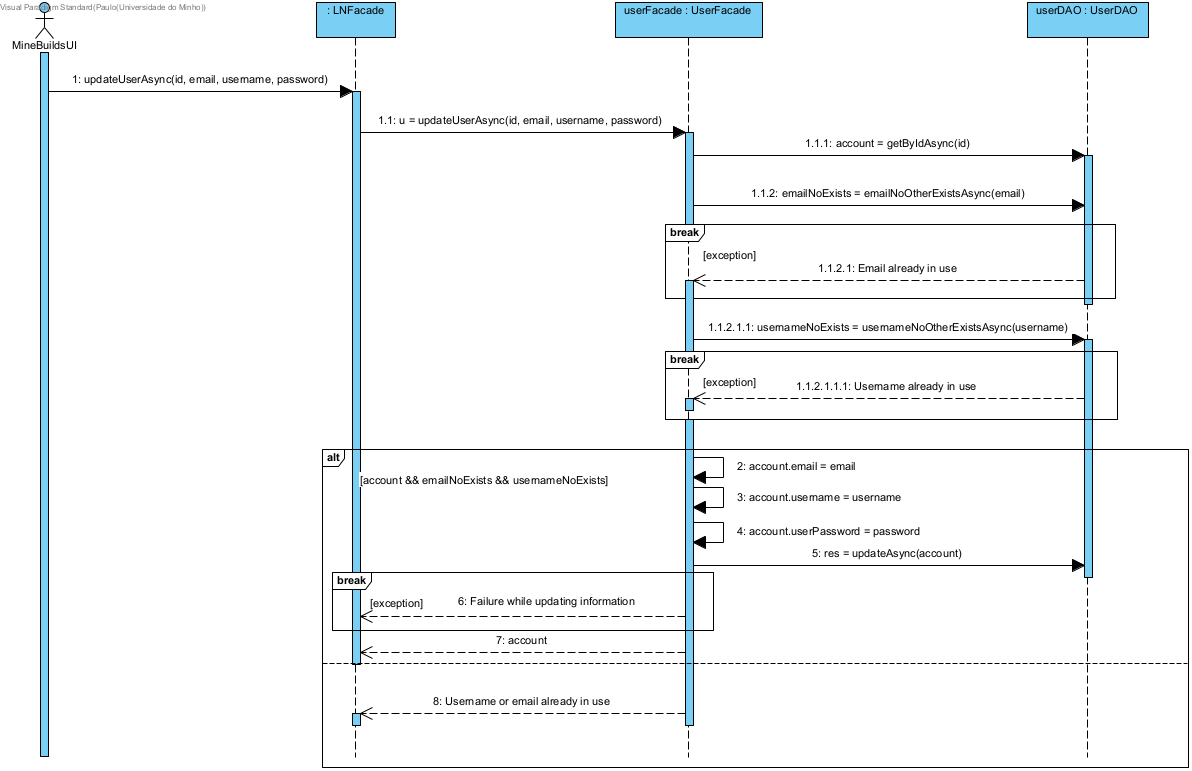 Visual Paradigm Standard(Paulo(Universidade do Minho))
MineBuildsUI
: LNFacade
userFacade : UserFacade
userDAO : UserDAO
1: updateUserAsync(id, email, username, password)
1.1: u = updateUserAsync(id, email, username, password)
1.1.1: account = getByIdAsync(id)
1.1.2: emailNoExists = emailNoOtherExistsAsync(email)
break
[exception]
1.1.2.1: Email already in use
1.1.2.1.1: usernameNoExists = usernameNoOtherExistsAsync(username)
break
[exception]
1.1.2.1.1.1: Username already in use
alt
[account && emailNoExists && usernameNoExists]
2: account.email = email
3: account.username = username
4: account.userPassword = password
5: res = updateAsync(account)
break
[exception]
6: Failure while updating information
7: account
8: Username or email already in use